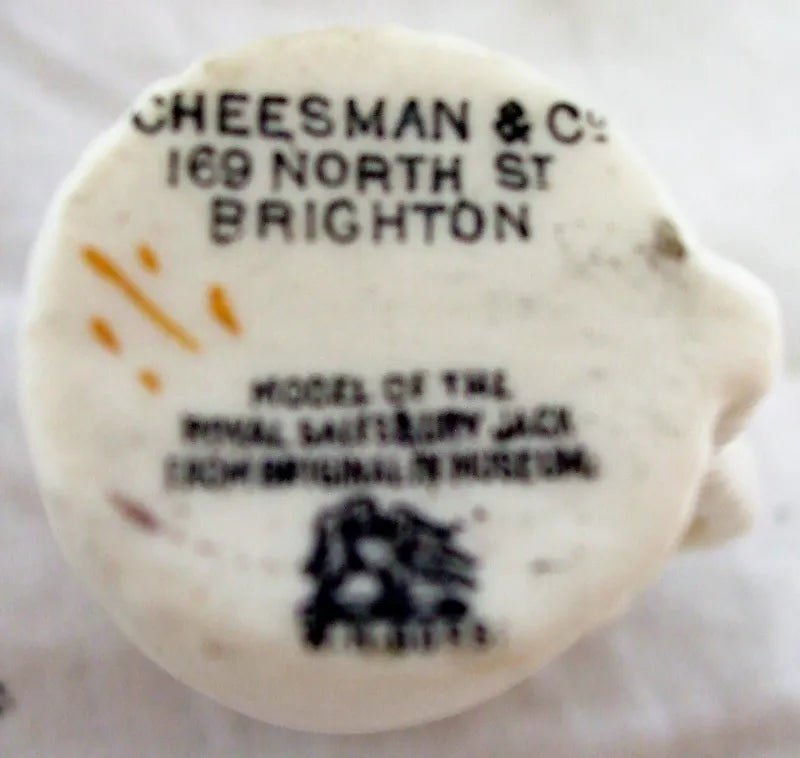 CHEESMAN & Co
169 NORTH ST
BRIGHTON
MODEL OF THE
ROYAL SALISBURY JACK
FROM ORIGINAL IN MUSEUM